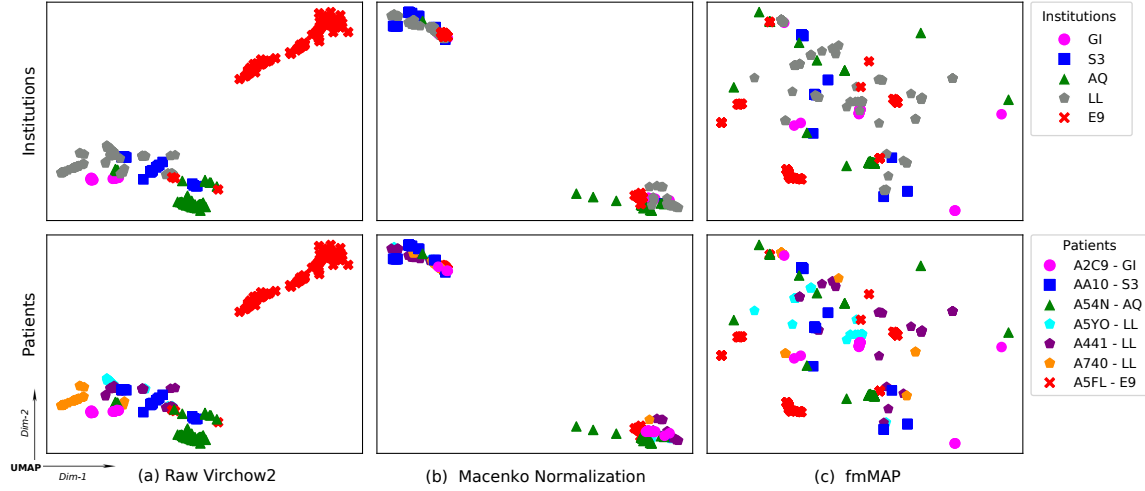 Institutions
Institutions
GI
S3
AQ
LL
E9
Patients
Patients
A2C9 - GI
AA10 - S3
A54N - AQ
A5YO - LL
A441 - LL
A740 - LL
A5FL - E9
Dim-2
UMAP
Dim-1
(a) Raw Virchow2
(b) Macenko Normalization
(c) fmMAP